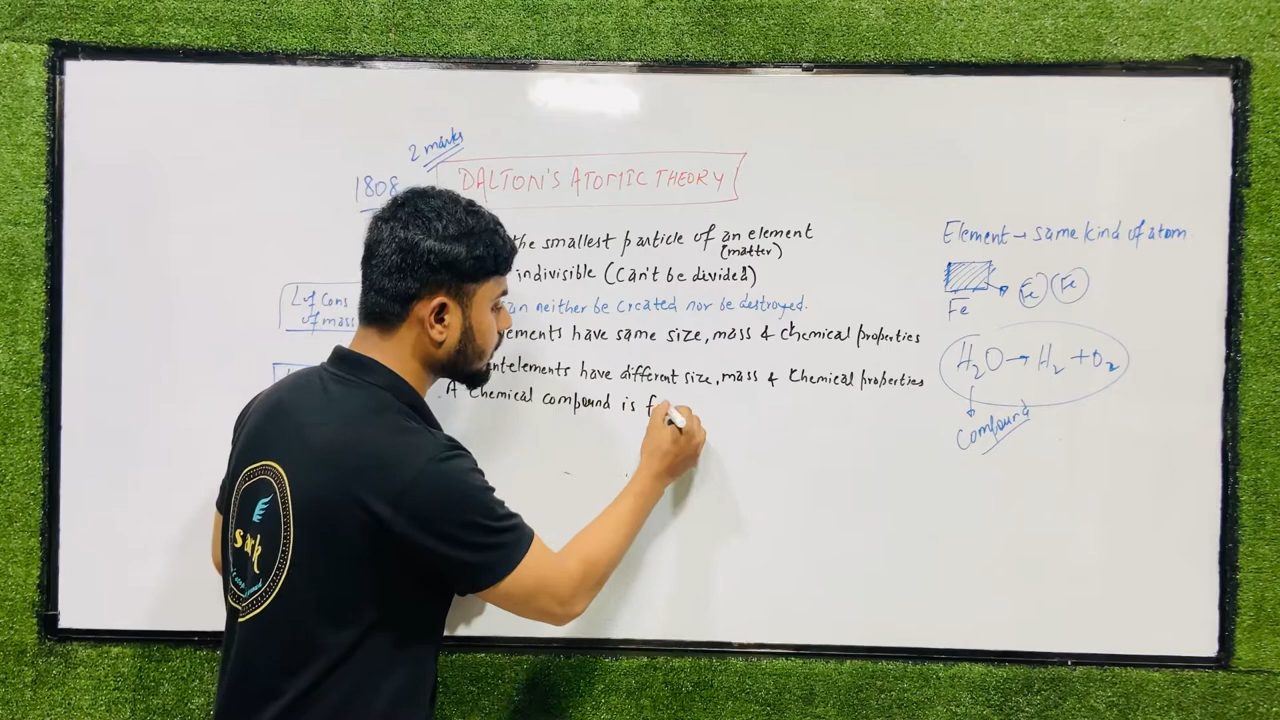 2 marks
1808
DALTON'S ATOMIC THEORY
the smallest particle of an element
(matter)
indivisible (Can't be divided)
L of Cons
of mass
an neither be created nor be destroyed.
ements have same size, mass & Chemical properties
nt elements have different size, mass & Chemical properties
A Chemical compound is f
Element → same kind of atom
Fe Fe
Fe
H2O → H2 + O2
Compound
sark